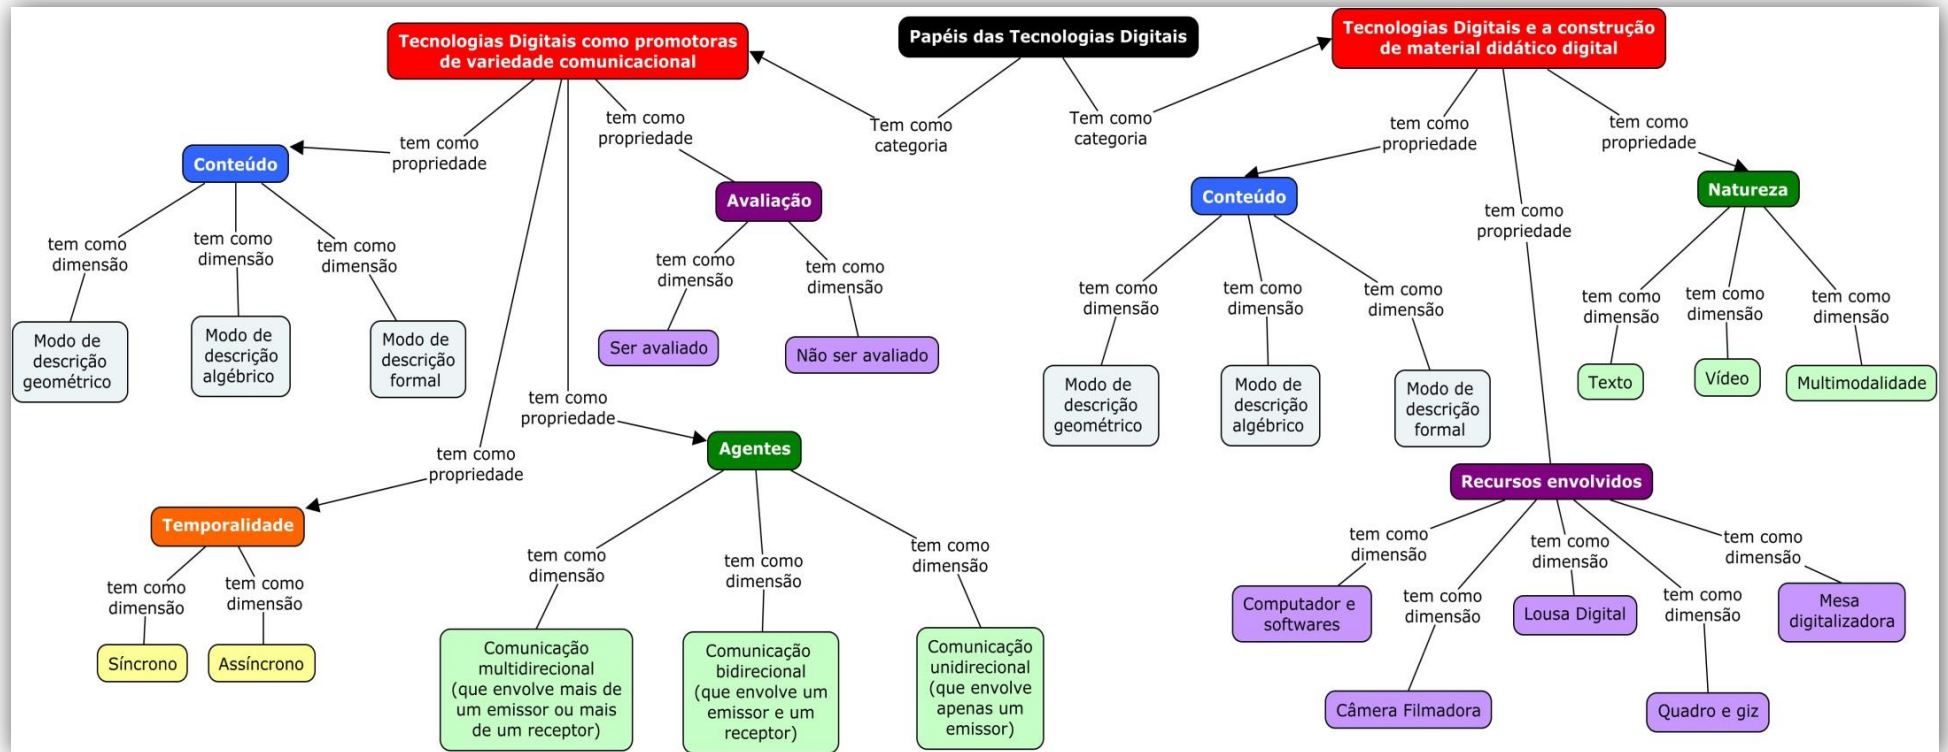 Papéis das Tecnologias Digitais
Tem como
categoria
Tem como
categoria
Tecnologias Digitais como promotoras
de variedade comunicacional
tem como
propriedade
Conteúdo
tem como
dimensão
tem como
dimensão
tem como
dimensão
Modo de
descrição
geométrico
Modo de
descrição
algébrico
Modo de
descrição
formal
tem como
propriedade
Avaliação
tem como
dimensão
tem como
dimensão
Ser avaliado
Não ser avaliado
tem como
propriedade
Temporalidade
tem como
dimensão
tem como
dimensão
Síncrono
Assíncrono
tem como
propriedade
Agentes
tem como
dimensão
tem como
dimensão
tem como
dimensão
Comunicação
multidirecional
(que envolve mais de
um emissor ou mais
de um receptor)
Comunicação
bidirecional
(que envolve um
emissor e um
receptor)
Comunicação
unidirecional
(que envolve
apenas um
emissor)
Tecnologias Digitais e a construção
de material didático digital
tem como
propriedade
Conteúdo
tem como
dimensão
tem como
dimensão
tem como
dimensão
Modo de
descrição
geométrico
Modo de
descrição
algébrico
Modo de
descrição
formal
tem como
propriedade
Natureza
tem como
dimensão
tem como
dimensão
tem como
dimensão
Texto
Vídeo
Multimodalidade
tem como
propriedade
Recursos envolvidos
tem como
dimensão
tem como
dimensão
tem como
dimensão
tem como
dimensão
tem como
dimensão
Computador e
softwares
Câmera Filmadora
Lousa Digital
Quadro e giz
Mesa
digitalizadora